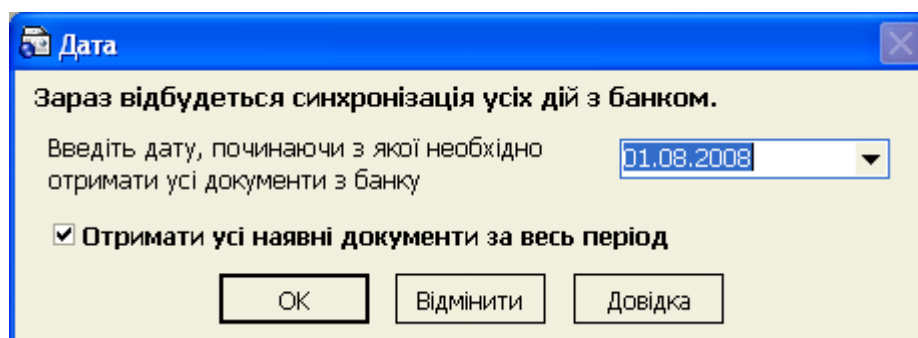 Дата
Зараз відбудеться синхронізація усіх дій з банком.
Введіть дату, починаючи з якої необхідно
отримати усі документи з банку
01.08.2008
Отримати усі наявні документи за весь період
ОК
Відмінити
Довідка